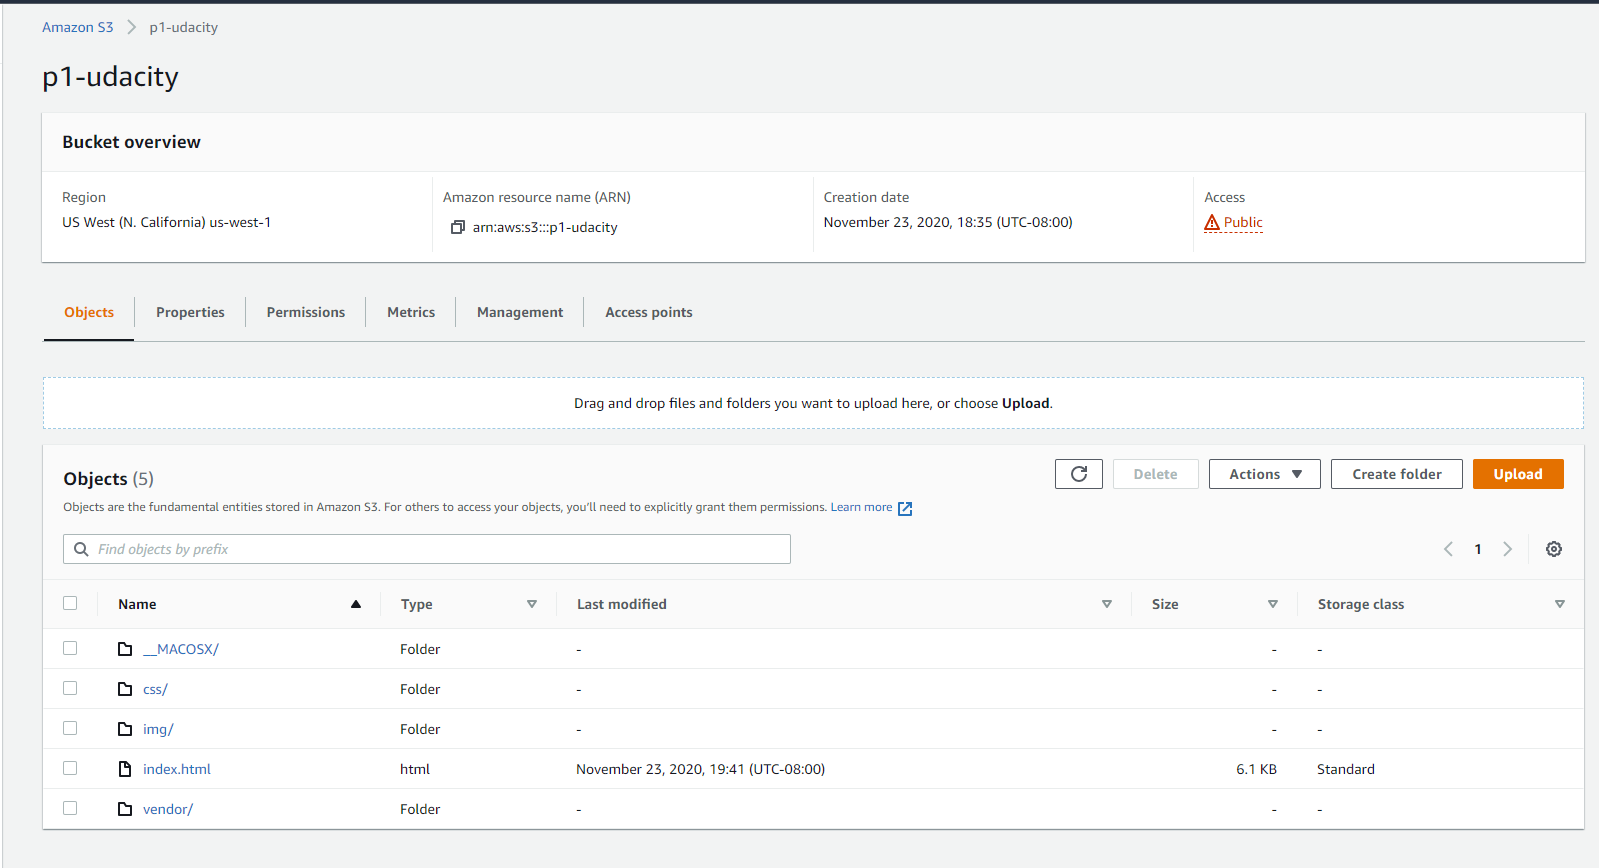 Amazon S3 > p1-udacity
p1-udacity
Bucket overview
Region
US West (N. California) us-west-1
Amazon resource name (ARN)
arn:aws:s3:::p1-udacity
Creation date
November 23, 2020, 18:35 (UTC-08:00)
Access
Public
Objects Properties Permissions Metrics Management Access points
Drag and drop files and folders you want to upload here, or choose Upload.
Objects (5)
Delete Actions Create folder Upload
Objects are the fundamental entities stored in Amazon S3. For others to access your objects, you'll need to explicitly grant them permissions. Learn more
Find objects by prefix
1
Name Type Last modified Size Storage class
__MACOSX/ Folder - - -
css/ Folder - - -
img/ Folder - - -
index.html html November 23, 2020, 19:41 (UTC-08:00) 6.1 KB Standard
vendor/ Folder - - -